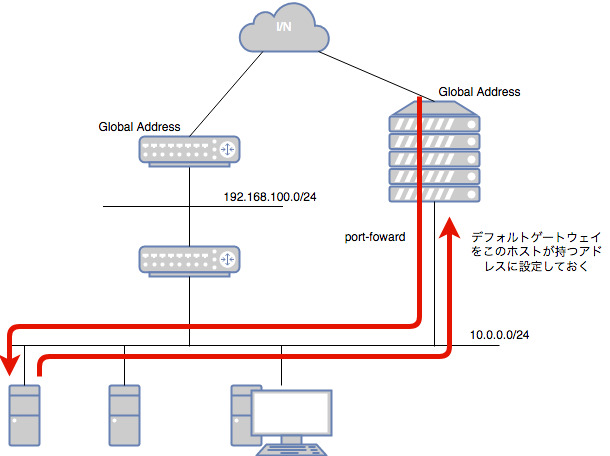 I/N
Global Address
Global Address
192.168.100.0/24
port-foward
デフォルトゲートウェイ
をこのホストが持つアド
レスに設定しておく
10.0.0.0/24